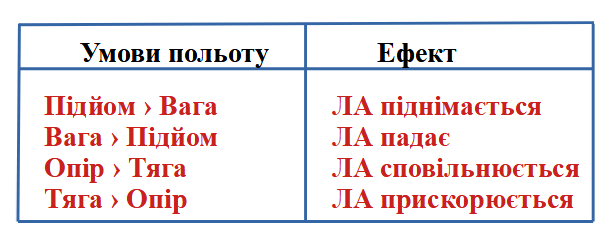 Умови польоту Ефект
Підйом › Вага ЛА піднімається
Вага › Підйом ЛА падає
Опір › Тяга ЛА сповільнюється
Тяга › Опір ЛА прискорюється